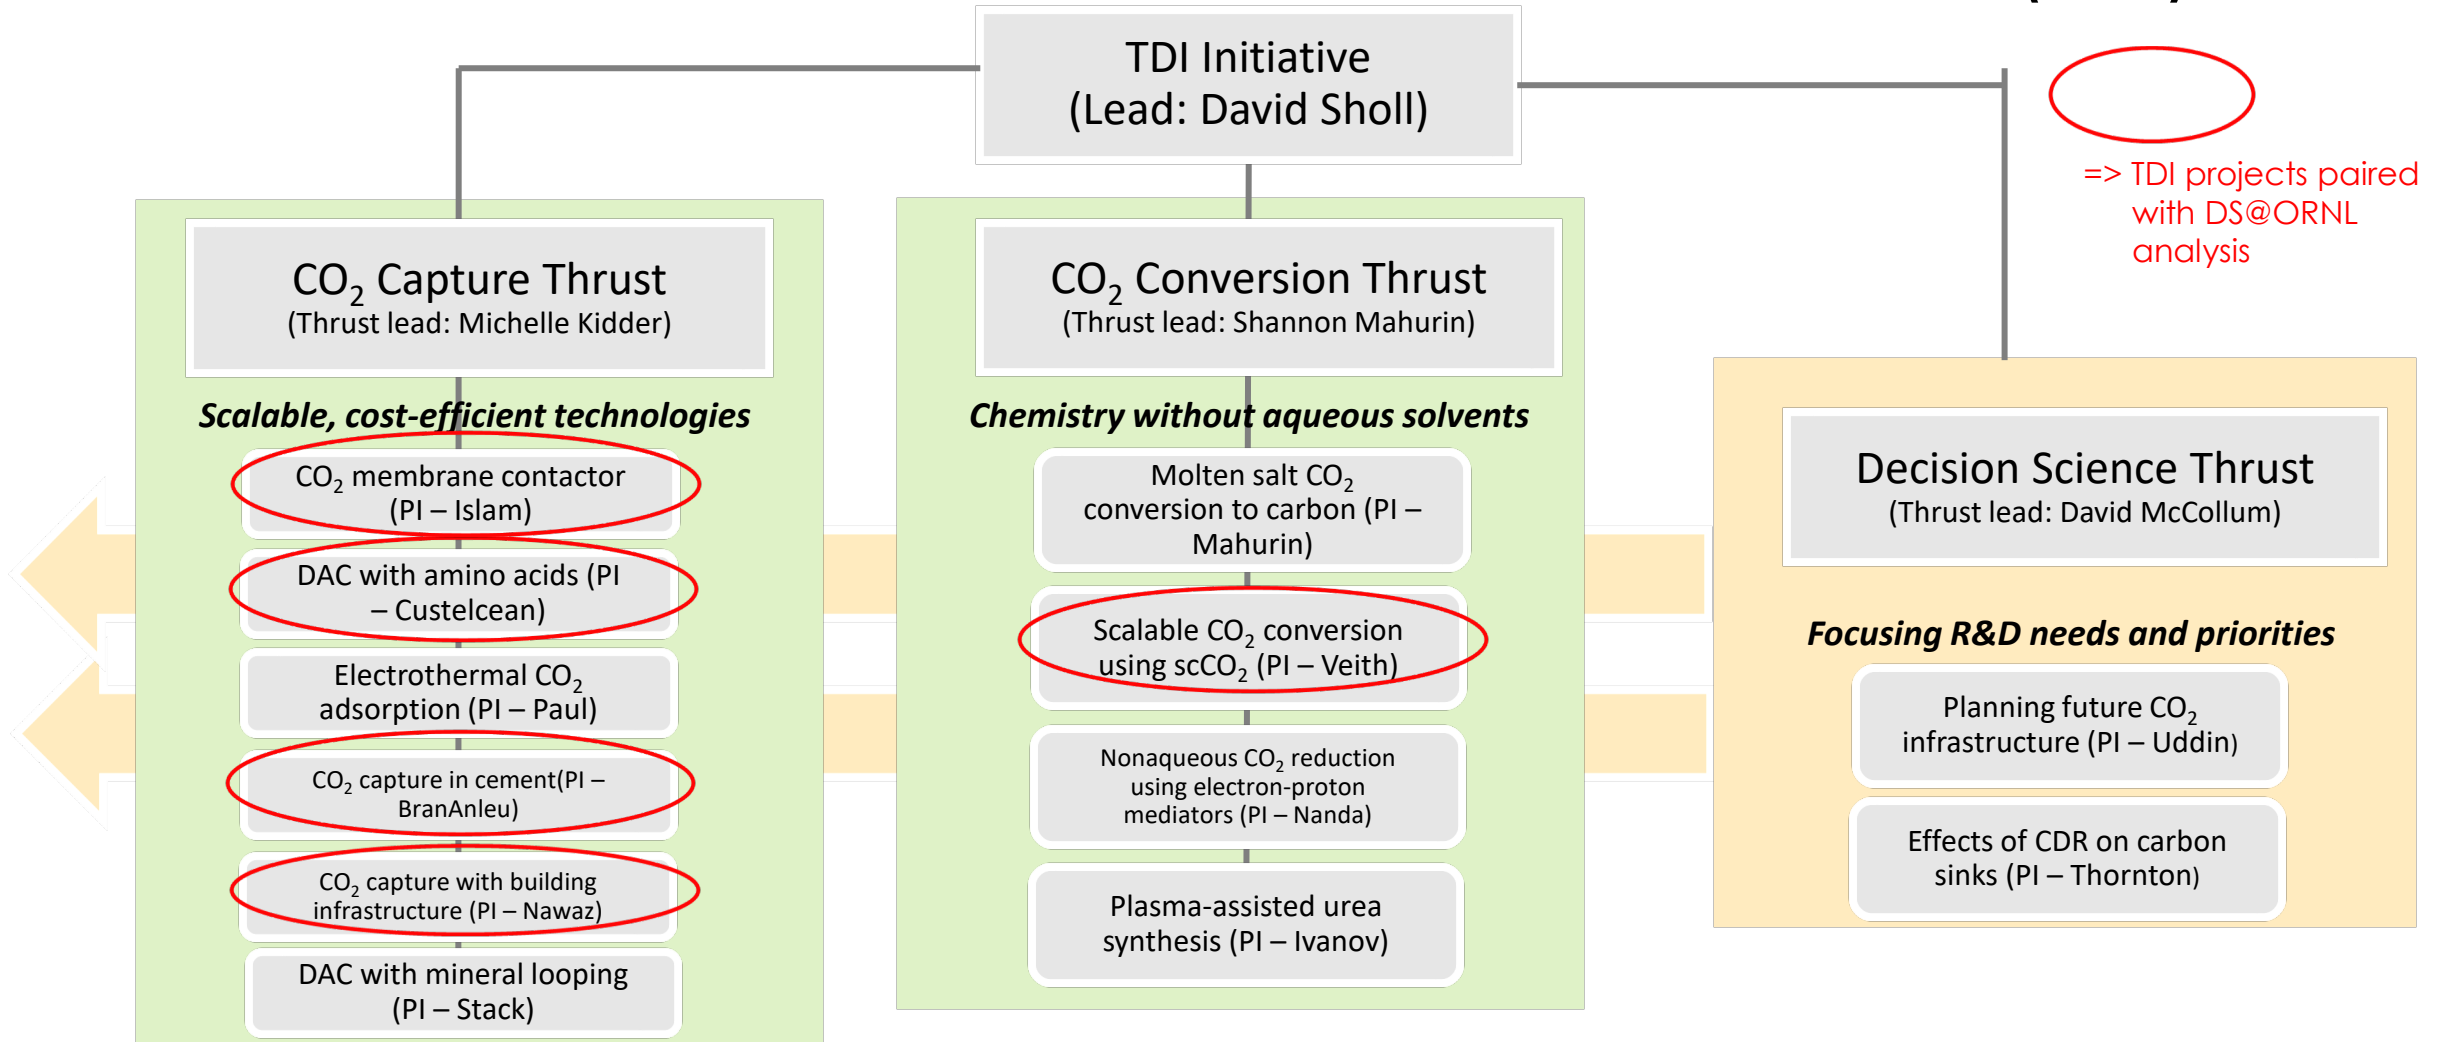 TDI Initiative
(Lead: David Sholl)
=> TDI projects paired
with DS@ORNL
analysis
CO₂ Capture Thrust
(Thrust lead: Michelle Kidder)
Scalable, cost-efficient technologies
CO₂ membrane contactor
(PI – Islam)
DAC with amino acids (PI
– Custelcean)
Electrothermal CO₂
adsorption (PI – Paul)
CO₂ capture in cement(PI –
BranAnleu)
CO₂ capture with building
infrastructure (PI – Nawaz)
DAC with mineral looping
(PI – Stack)
CO₂ Conversion Thrust
(Thrust lead: Shannon Mahurin)
Chemistry without aqueous solvents
Molten salt CO₂
conversion to carbon (PI –
Mahurin)
Scalable CO₂ conversion
using scCO₂ (PI – Veith)
Nonaqueous CO₂ reduction
using electron-proton
mediators (PI – Nanda)
Plasma-assisted urea
synthesis (PI – Ivanov)
Decision Science Thrust
(Thrust lead: David McCollum)
Focusing R&D needs and priorities
Planning future CO₂
infrastructure (PI – Uddin)
Effects of CDR on carbon
sinks (PI – Thornton)